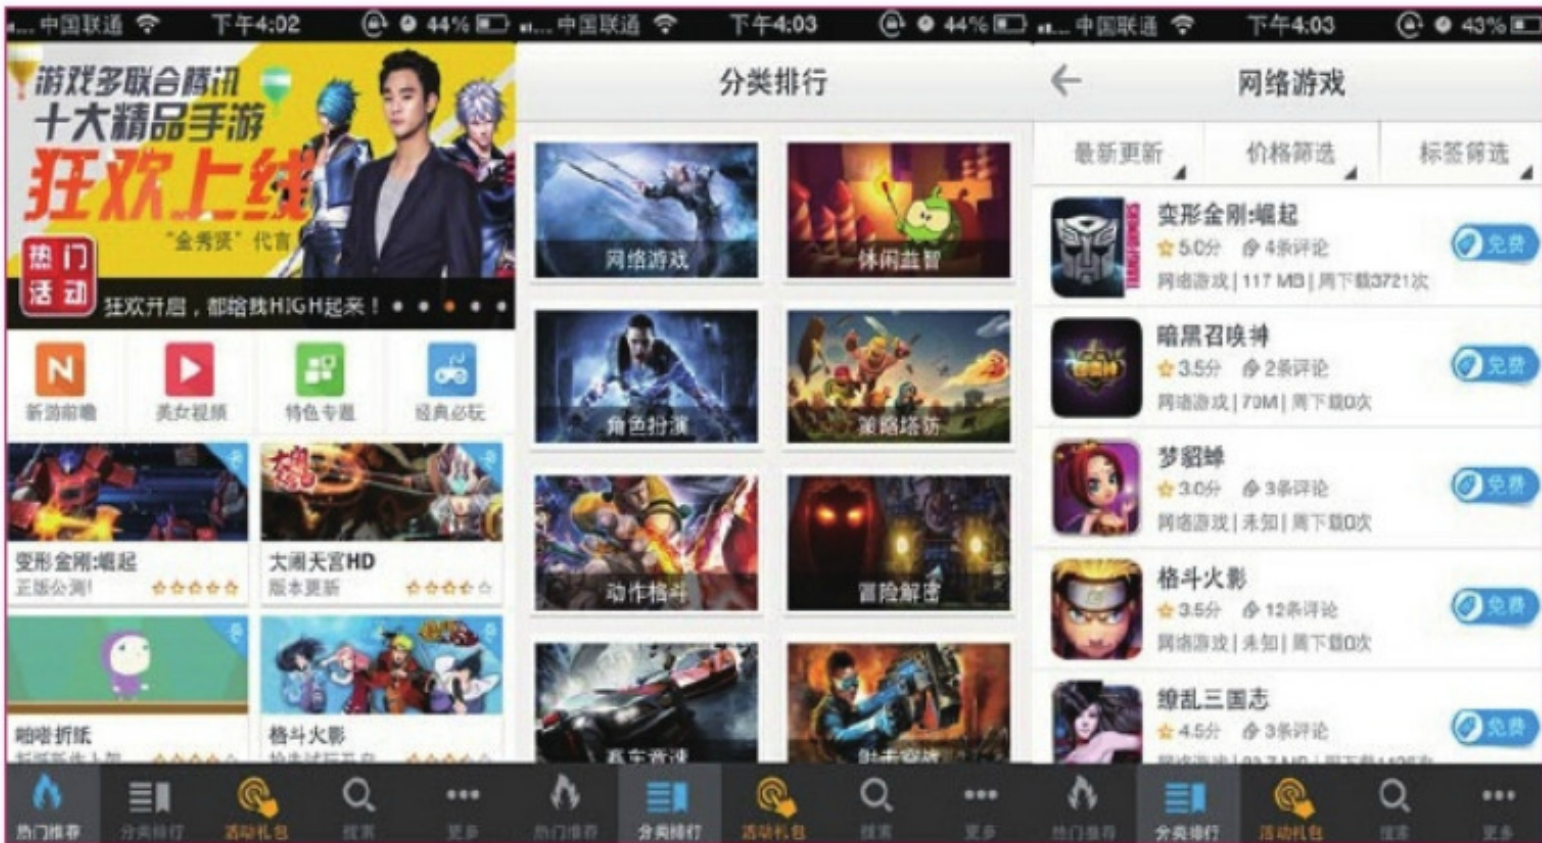 中国联通 下午4:02 44%
游戏多联合腾讯
十大精品手游
狂欢上线
“金秀贤”代言
热门
活动
狂欢开启，都给我HIGH起来！
新游前瞻 美女视频 特色专题 经典必玩
变形金刚:崛起
正版公测!
大闹天宫HD
版本更新
啪嗒折纸
格斗火影
热门推荐 分类排行 活动礼包 搜索 更多
中国联通 下午4:03 44%
分类排行
网络游戏 休闲益智
角色扮演 策略塔防
动作格斗 冒险解密
赛车竞速 射击空战
热门推荐 分类排行 活动礼包 搜索 更多
中国联通 下午4:03 43%
网络游戏
最新更新 价格筛选 标签筛选
变形金刚:崛起
5.0分 4条评论 免费
网络游戏 | 117 MB | 周下载3721次
暗黑召唤神
3.5分 2条评论 免费
网络游戏 | 70M | 周下载0次
梦貂蝉
3.0分 3条评论 免费
网络游戏 | 未知 | 周下载0次
格斗火影
3.5分 12条评论 免费
网络游戏 | 未知 | 周下载0次
缭乱三国志
4.5分 3条评论 免费
热门推荐 分类排行 活动礼包 搜索 更多